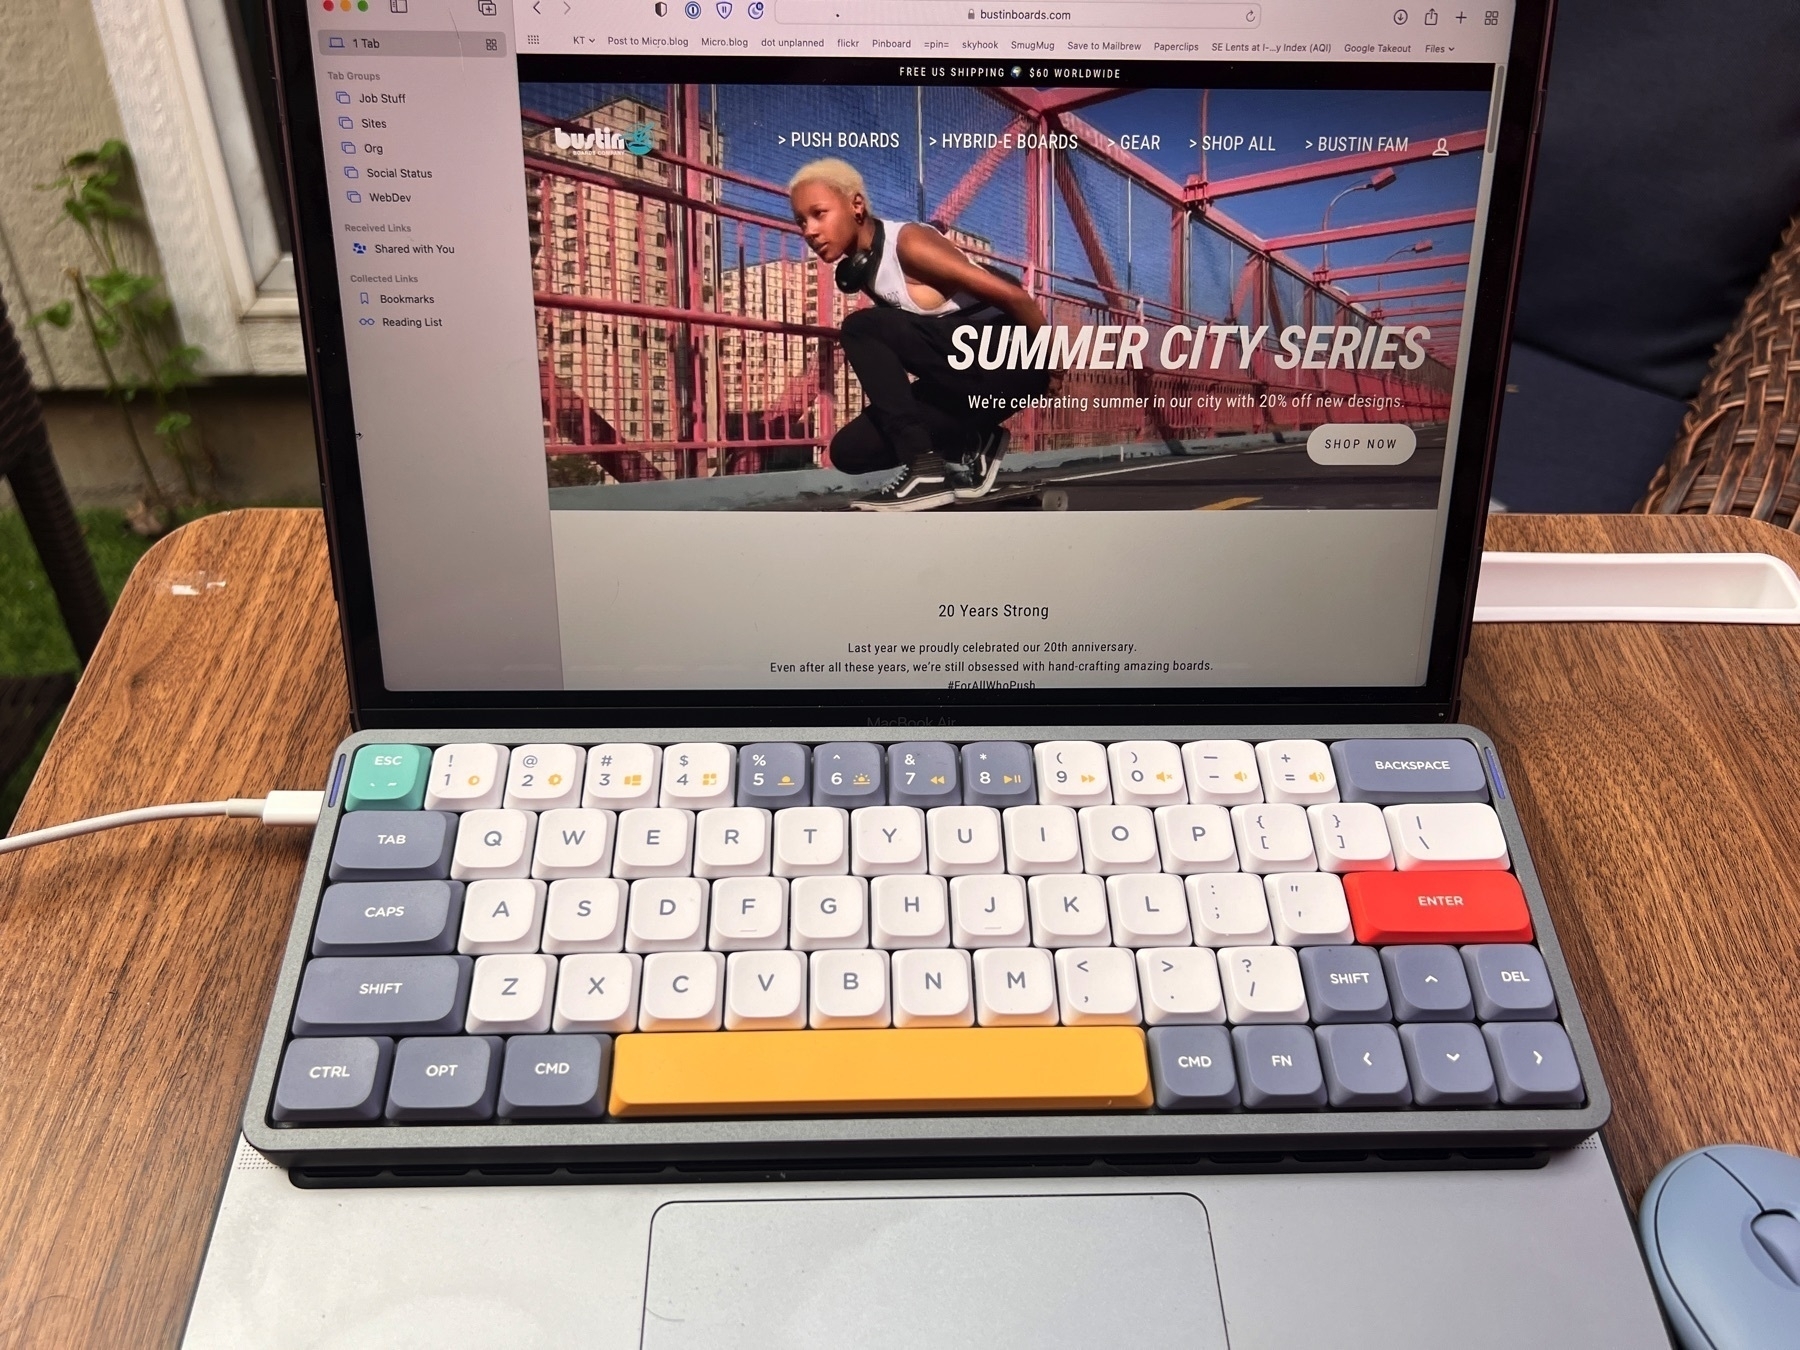 bustinboards.com
1 Tab
KT Post to Micro.blog Micro.blog dot unplanned flickr Pinboard =pin= skyhook SmugMug Save to Mailbrew Paperclips SE Lents at I-...y Index (AQI) Google Takeout Files
Tab Groups
Job Stuff
Sites
Org
Social Status
WebDev
Received Links
Shared with You
Collected Links
Bookmarks
Reading List
FREE US SHIPPING $60 WORLDWIDE
bustin
BOARDS COMPANY
> PUSH BOARDS > HYBRID-E BOARDS > GEAR > SHOP ALL > BUSTIN FAM
SUMMER CITY SERIES
We're celebrating summer in our city with 20% off new designs.
SHOP NOW
20 Years Strong
Last year we proudly celebrated our 20th anniversary.
Even after all these years, we're still obsessed with hand-crafting amazing boards.
#ForAllWhoPush
MacBook Air
ESC ! @ # $ % ^ & * ( ) — +
1 2 3 4 5 6 7 8 9 0 - = BACKSPACE
TAB Q W E R T Y U I O P { [ } ] | \
CAPS A S D F G H J K L : ; " ' ENTER
SHIFT Z X C V B N M < , > . ? / SHIFT ^ DEL
CTRL OPT CMD CMD FN